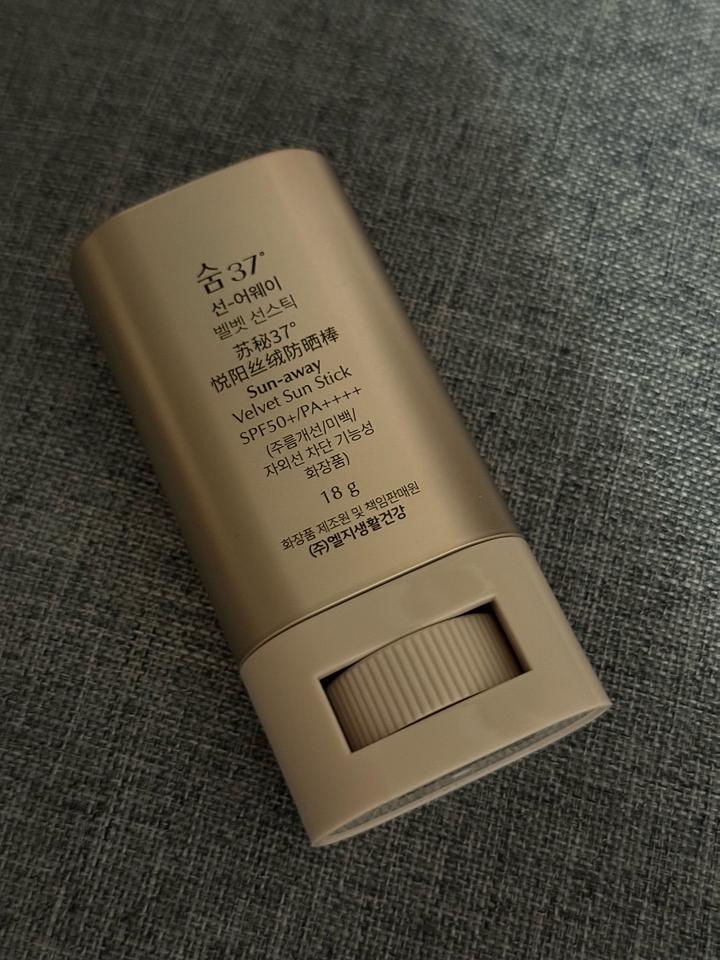 숨37°
선-어웨이
벨벳 선스틱
苏秘37°
悦阳丝绒防晒棒
Sun-away
Velvet Sun Stick
SPF50+/PA++++
(주름개선/미백/
자외선 차단 기능성
화장품)
18 g
화장품 제조원 및 책임판매원
(주)엘지생활건강